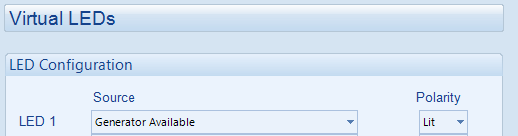 Virtual LEDs
LED Configuration
Source Polarity
LED 1 Generator Available Lit